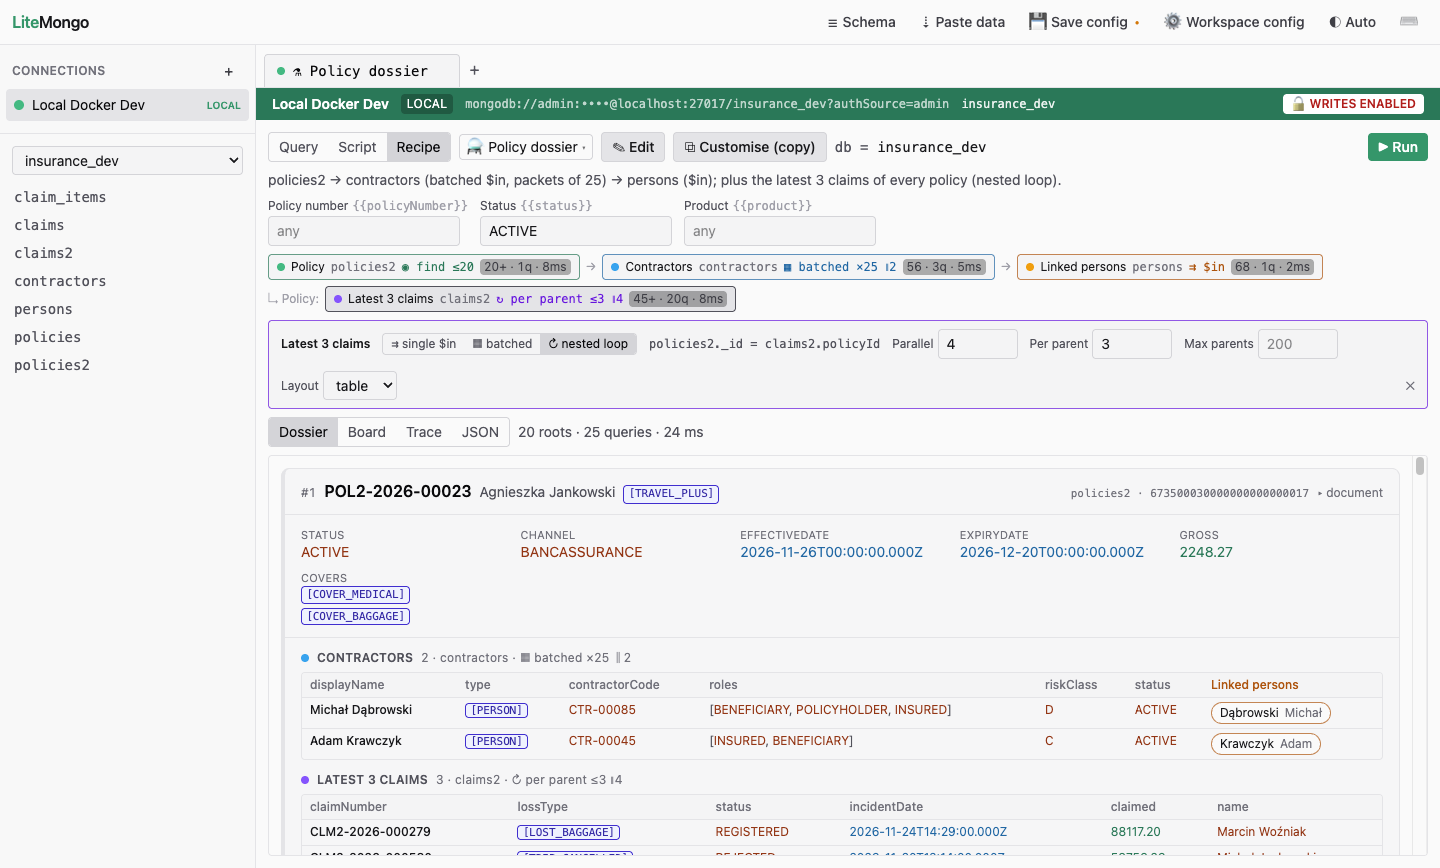 LiteMongo
≡ Schema
⇣ Paste data
💾 Save config •
⚙ Workspace config
◐ Auto
CONNECTIONS
+
Local Docker Dev LOCAL
insurance_dev
claim_items
claims
claims2
contractors
persons
policies
policies2
⚗ Policy dossier
+
Local Docker Dev LOCAL mongodb://admin:••••@localhost:27017/insurance_dev?authSource=admin insurance_dev
🔓 WRITES ENABLED
Query Script Recipe Policy dossier · ✎ Edit ⧉ Customise (copy) db = insurance_dev ▶ Run
policies2 → contractors (batched $in, packets of 25) → persons ($in); plus the latest 3 claims of every policy (nested loop).
Policy number {{policyNumber}} Status {{status}} Product {{product}}
any ACTIVE any
Policy policies2 ◉ find ≤20 20+ · 1q · 8ms → Contractors contractors ▦ batched ×25 ⫴2 56 · 3q · 5ms → Linked persons persons ⇉ $in 68 · 1q · 2ms
Policy: Latest 3 claims claims2 ↻ per parent ≤3 ⫴4 45+ · 20q · 8ms
Latest 3 claims ⇉ single $in ▦ batched ↻ nested loop policies2._id = claims2.policyId Parallel 4 Per parent 3 Max parents 200
Layout table ×
Dossier Board Trace JSON 20 roots · 25 queries · 24 ms
#1 POL2-2026-00023 Agnieszka Jankowski [TRAVEL_PLUS] policies2 · 673500030000000000000017 ▸ document
STATUS CHANNEL EFFECTIVEDATE EXPIRYDATE GROSS
ACTIVE BANCASSURANCE 2026-11-26T00:00:00.000Z 2026-12-20T00:00:00.000Z 2248.27
COVERS
[COVER_MEDICAL]
[COVER_BAGGAGE]
CONTRACTORS 2 · contractors · ▦ batched ×25 ∥2
displayName type contractorCode roles riskClass status Linked persons
Michał Dąbrowski [PERSON] CTR-00085 [BENEFICIARY, POLICYHOLDER, INSURED] D ACTIVE Dąbrowski Michał
Adam Krawczyk [PERSON] CTR-00045 [INSURED, BENEFICIARY] C ACTIVE Krawczyk Adam
LATEST 3 CLAIMS 3 · claims2 · ↻ per parent ≤3 ⫴4
claimNumber lossType status incidentDate claimed name
CLM2-2026-000279 [LOST_BAGGAGE] REGISTERED 2026-11-24T14:29:00.000Z 88117.20 Marcin Woźniak